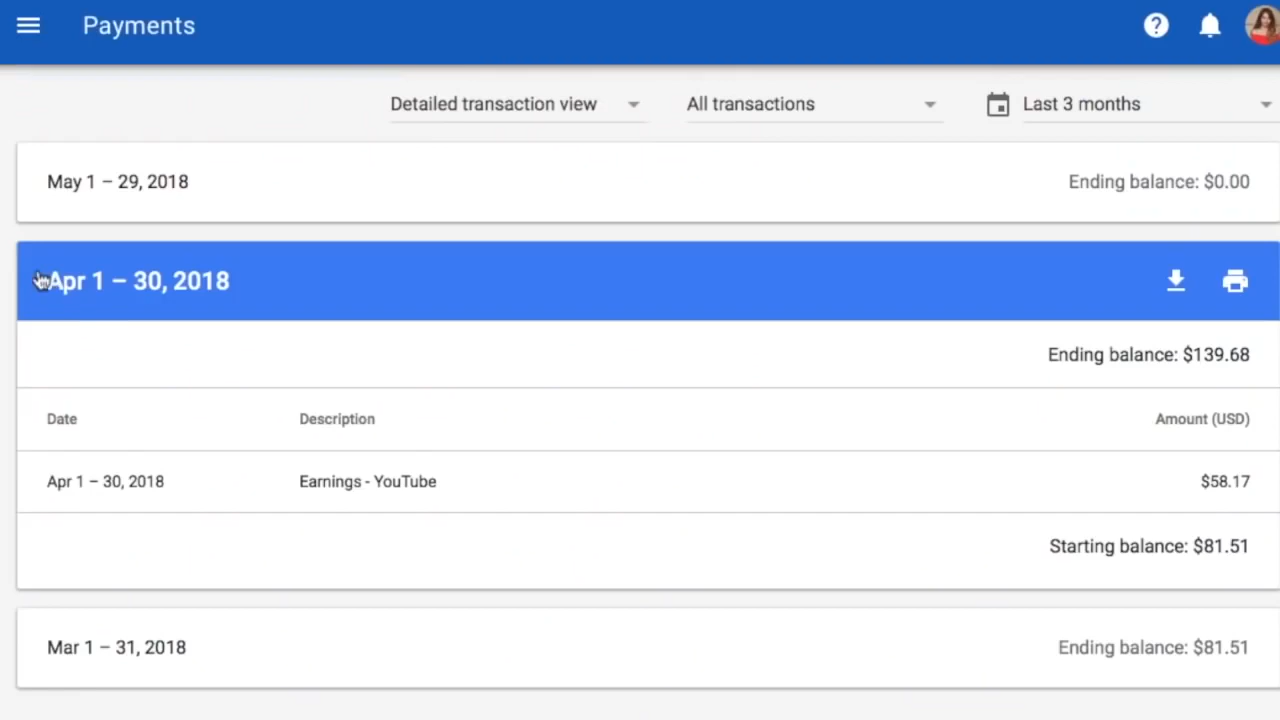 Payments
Detailed transaction view All transactions Last 3 months
May 1 – 29, 2018 Ending balance: $0.00
Apr 1 – 30, 2018
Ending balance: $139.68
Date Description Amount (USD)
Apr 1 – 30, 2018 Earnings - YouTube $58.17
Starting balance: $81.51
Mar 1 – 31, 2018 Ending balance: $81.51